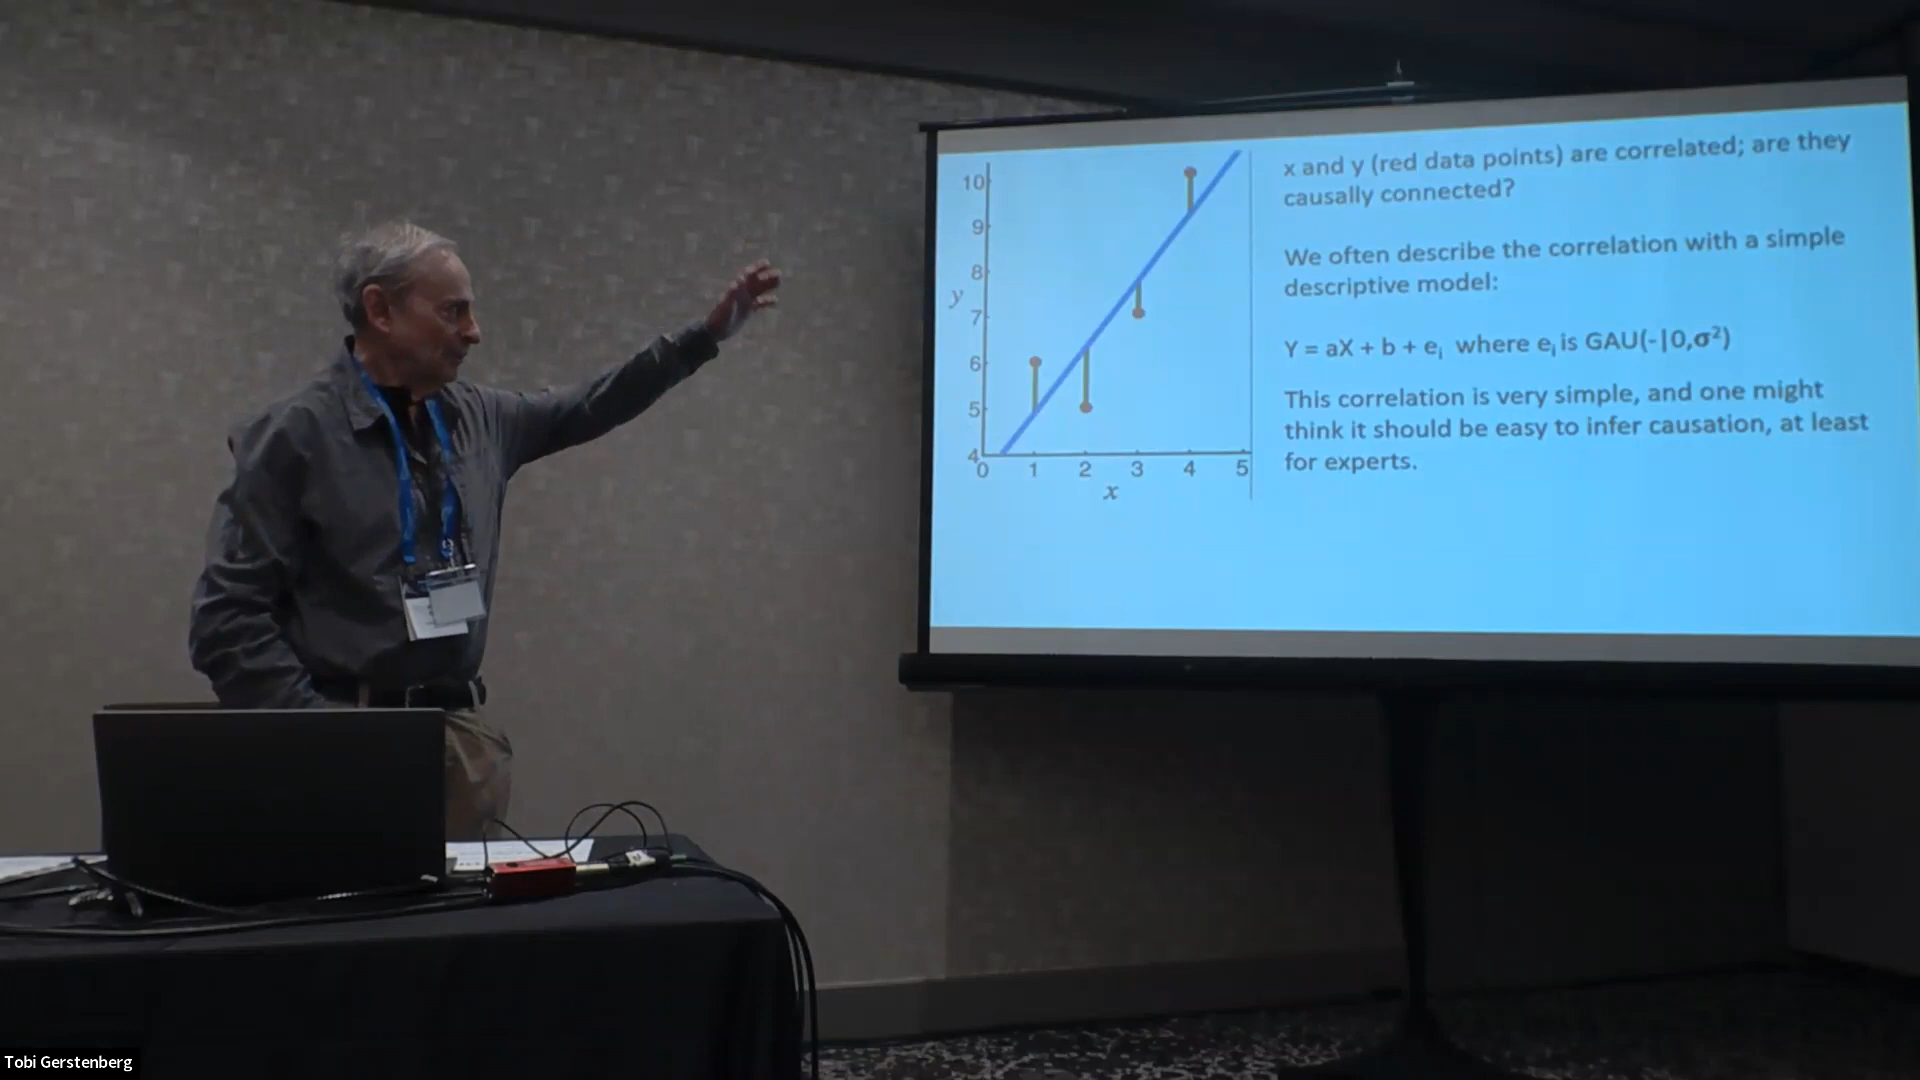 x and y (red data points) are correlated; are they
causally connected?
We often describe the correlation with a simple
descriptive model:
Y = aX + b + eᵢ where eᵢ is GAU(-|0,σ²)
This correlation is very simple, and one might
think it should be easy to infer causation, at least
for experts.
10
9
8
y
7
6
5
4
0 1 2 3 4 5
x
Tobi Gerstenberg